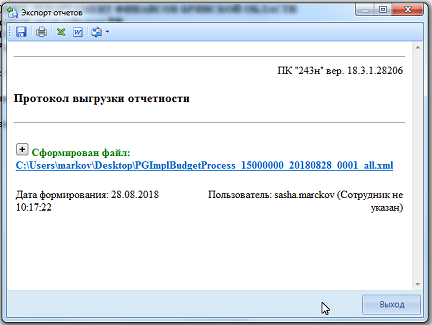 Экспорт отчетов
ПК "243н" вер. 18.3.1.28206
Протокол выгрузки отчетности
Сформирован файл:
C:\Users\markov\Desktop\PGImplBudgetProcess_15000000_20180828_0001_all.xml
Дата формирования: 28.08.2018
10:17:22
Пользователь: sasha.marckov (Сотрудник не
указан)
Выход